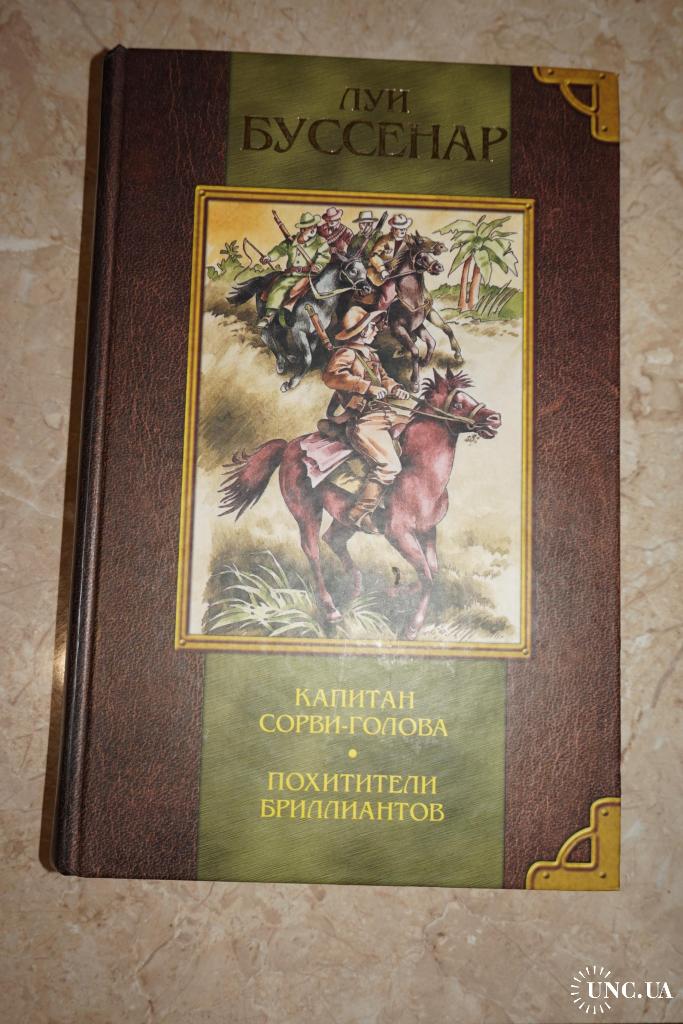 ЛУИ
БУССЕНАР
КАПИТАН
СОРВИ-ГОЛОВА
•
ПОХИТИТЕЛИ
БРИЛЛИАНТОВ
UNC.UA